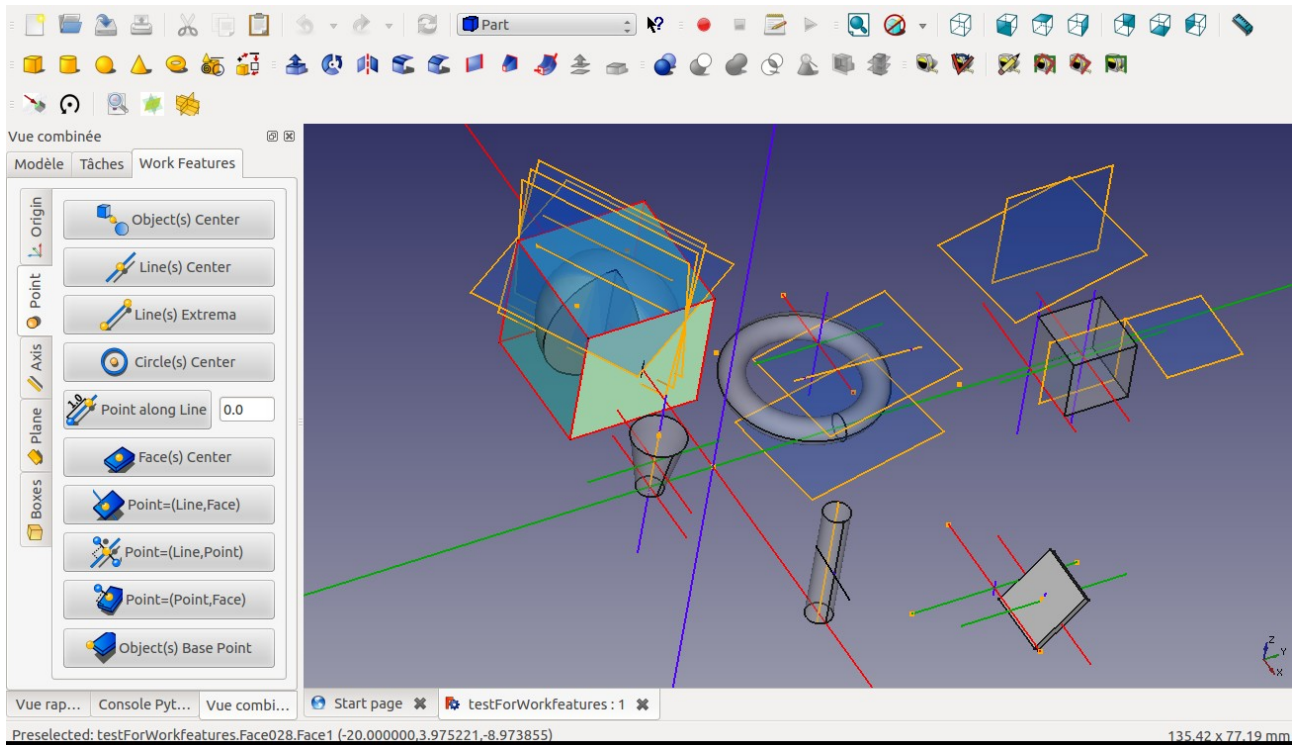 Part
Vue combinée
Modèle Tâches Work Features
Origin
Point
Axis
Plane
Boxes
Object(s) Center
Line(s) Center
Line(s) Extrema
Circle(s) Center
1.0
Point along Line 0.0
Face(s) Center
Point=(Line,Face)
Point=(Line,Point)
Point=(Point,Face)
Object(s) Base Point
Z
Y
X
Vue rap... Console Pyt... Vue combi...
Start page testForWorkfeatures : 1
Preselected: testForWorkfeatures.Face028.Face1 (-20.000000,3.975221,-8.973855) 135.42 x 77.19 mm